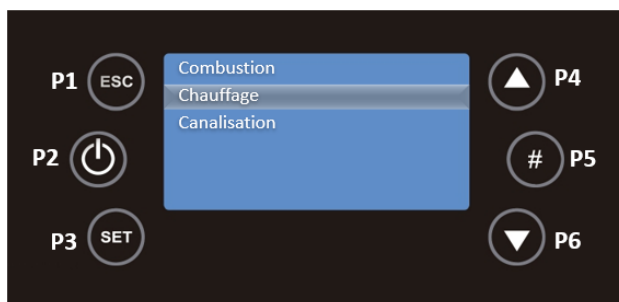 P1 ESC
Combustion
Chauffage
Canalisation
P4
P2
# P5
P3 SET
P6